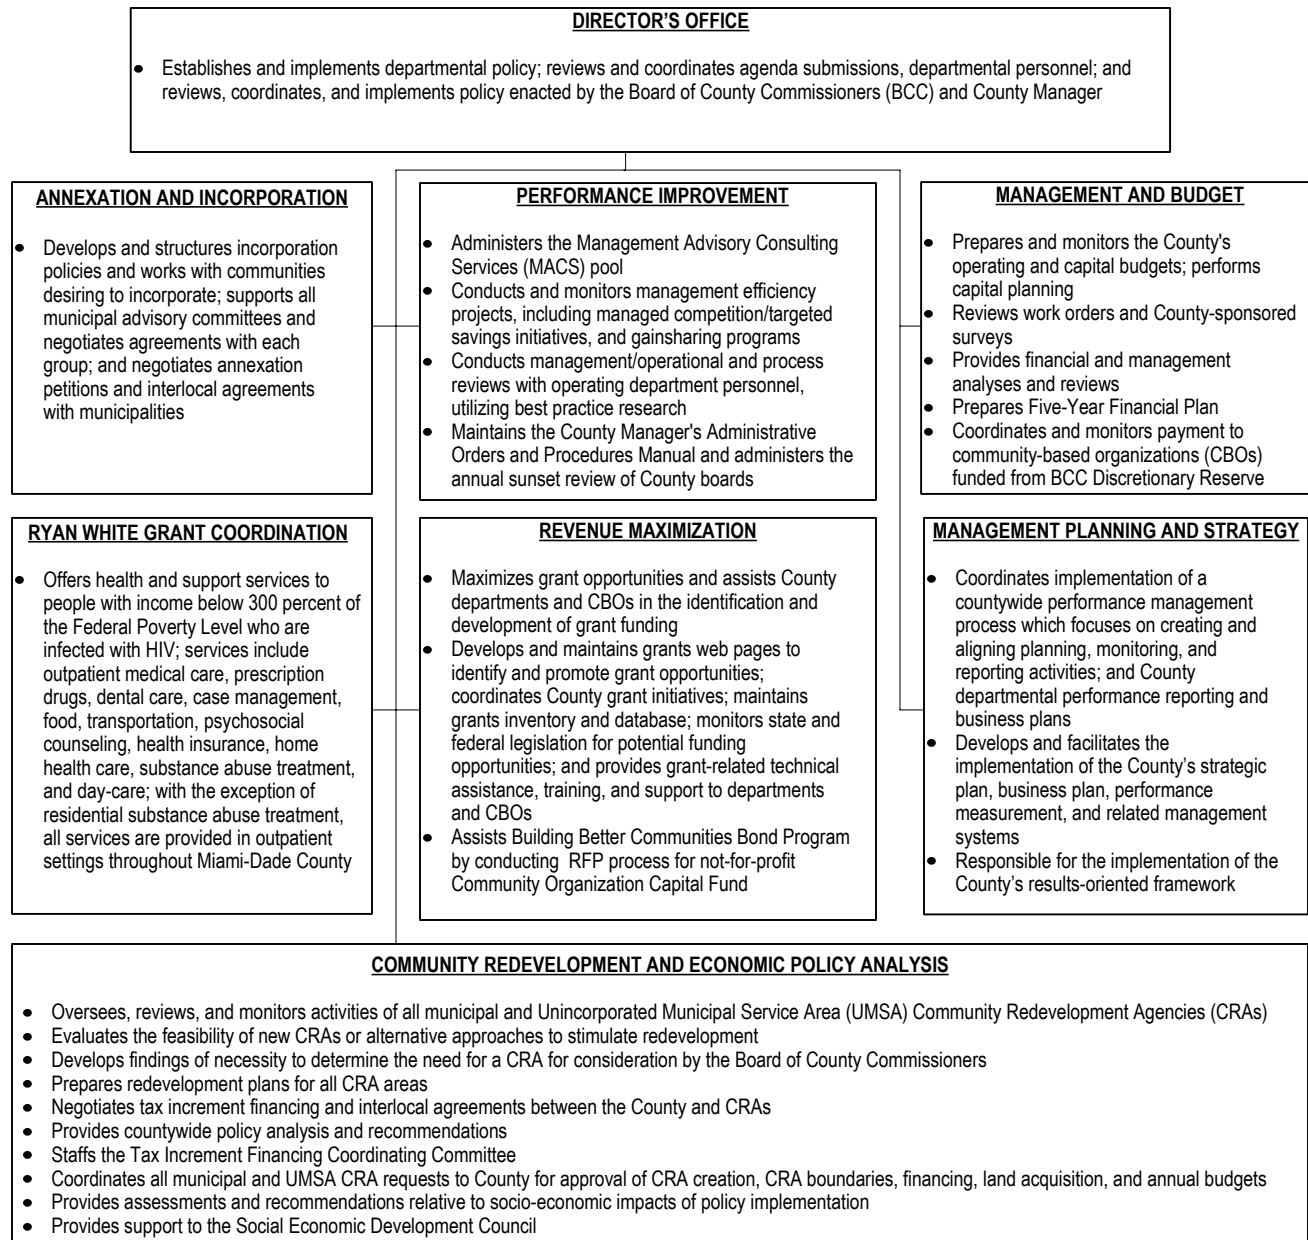 DIRECTOR’S OFFICE
● Establishes and implements departmental policy; reviews and coordinates agenda submissions, departmental personnel; and
reviews, coordinates, and implements policy enacted by the Board of County Commissioners (BCC) and County Manager
ANNEXATION AND INCORPORATION
● Develops and structures incorporation
policies and works with communities
desiring to incorporate; supports all
municipal advisory committees and
negotiates agreements with each
group; and negotiates annexation
petitions and interlocal agreements
with municipalities
PERFORMANCE IMPROVEMENT
● Administers the Management Advisory Consulting
Services (MACS) pool
● Conducts and monitors management efficiency
projects, including managed competition/targeted
savings initiatives, and gainsharing programs
● Conducts management/operational and process
reviews with operating department personnel,
utilizing best practice research
● Maintains the County Manager's Administrative
Orders and Procedures Manual and administers the
annual sunset review of County boards
MANAGEMENT AND BUDGET
● Prepares and monitors the County's
operating and capital budgets; performs
capital planning
● Reviews work orders and County-sponsored
surveys
● Provides financial and management
analyses and reviews
● Prepares Five-Year Financial Plan
● Coordinates and monitors payment to
community-based organizations (CBOs)
funded from BCC Discretionary Reserve
RYAN WHITE GRANT COORDINATION
● Offers health and support services to
people with income below 300 percent of
the Federal Poverty Level who are
infected with HIV; services include
outpatient medical care, prescription
drugs, dental care, case management,
food, transportation, psychosocial
counseling, health insurance, home
health care, substance abuse treatment,
and day-care; with the exception of
residential substance abuse treatment,
all services are provided in outpatient
settings throughout Miami-Dade County
REVENUE MAXIMIZATION
● Maximizes grant opportunities and assists County
departments and CBOs in the identification and
development of grant funding
● Develops and maintains grants web pages to
identify and promote grant opportunities;
coordinates County grant initiatives; maintains
grants inventory and database; monitors state and
federal legislation for potential funding
opportunities; and provides grant-related technical
assistance, training, and support to departments
and CBOs
● Assists Building Better Communities Bond Program
by conducting RFP process for not-for-profit
Community Organization Capital Fund
MANAGEMENT PLANNING AND STRATEGY
● Coordinates implementation of a
countywide performance management
process which focuses on creating and
aligning planning, monitoring, and
reporting activities; and County
departmental performance reporting and
business plans
● Develops and facilitates the
implementation of the County’s strategic
plan, business plan, performance
measurement, and related management
systems
● Responsible for the implementation of the
County’s results-oriented framework
COMMUNITY REDEVELOPMENT AND ECONOMIC POLICY ANALYSIS
● Oversees, reviews, and monitors activities of all municipal and Unincorporated Municipal Service Area (UMSA) Community Redevelopment Agencies (CRAs)
● Evaluates the feasibility of new CRAs or alternative approaches to stimulate redevelopment
● Develops findings of necessity to determine the need for a CRA for consideration by the Board of County Commissioners
● Prepares redevelopment plans for all CRA areas
● Negotiates tax increment financing and interlocal agreements between the County and CRAs
● Provides countywide policy analysis and recommendations
● Staffs the Tax Increment Financing Coordinating Committee
● Coordinates all municipal and UMSA CRA requests to County for approval of CRA creation, CRA boundaries, financing, land acquisition, and annual budgets
● Provides assessments and recommendations relative to socio-economic impacts of policy implementation
● Provides support to the Social Economic Development Council